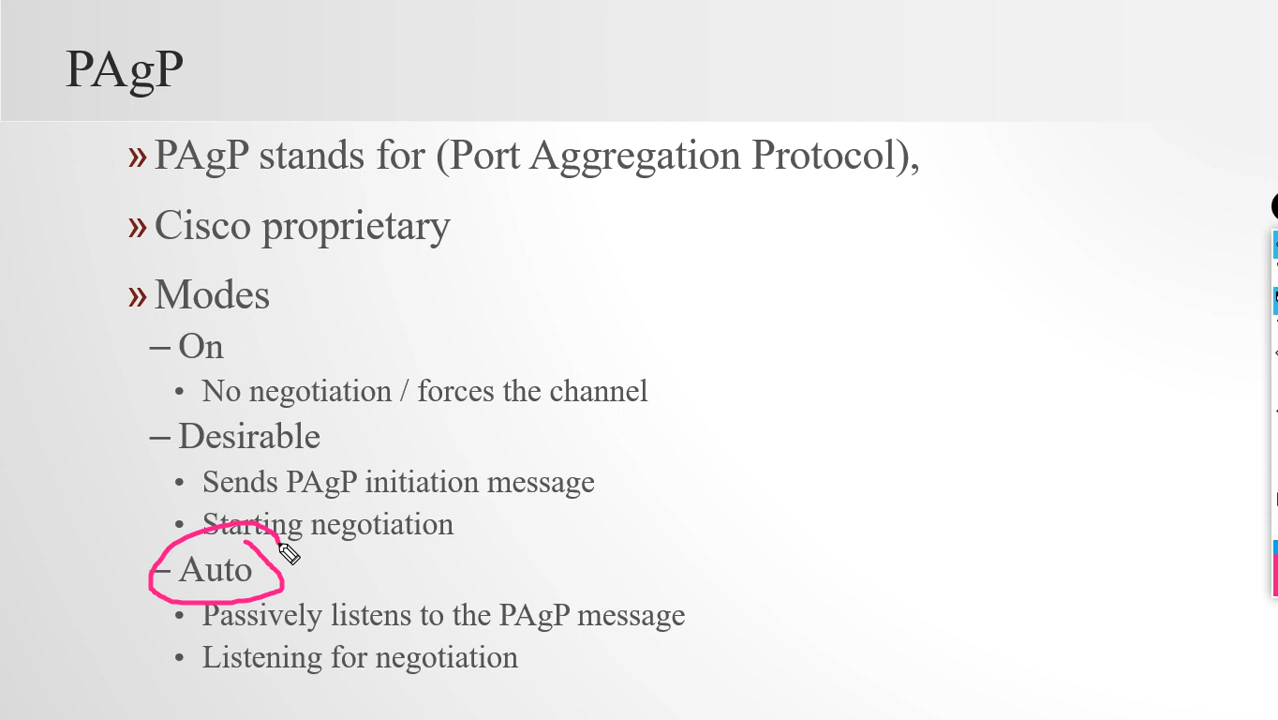 PAgP
» PAgP stands for (Port Aggregation Protocol),
» Cisco proprietary
» Modes
– On
• No negotiation / forces the channel
– Desirable
• Sends PAgP initiation message
• Starting negotiation
– Auto
• Passively listens to the PAgP message
• Listening for negotiation